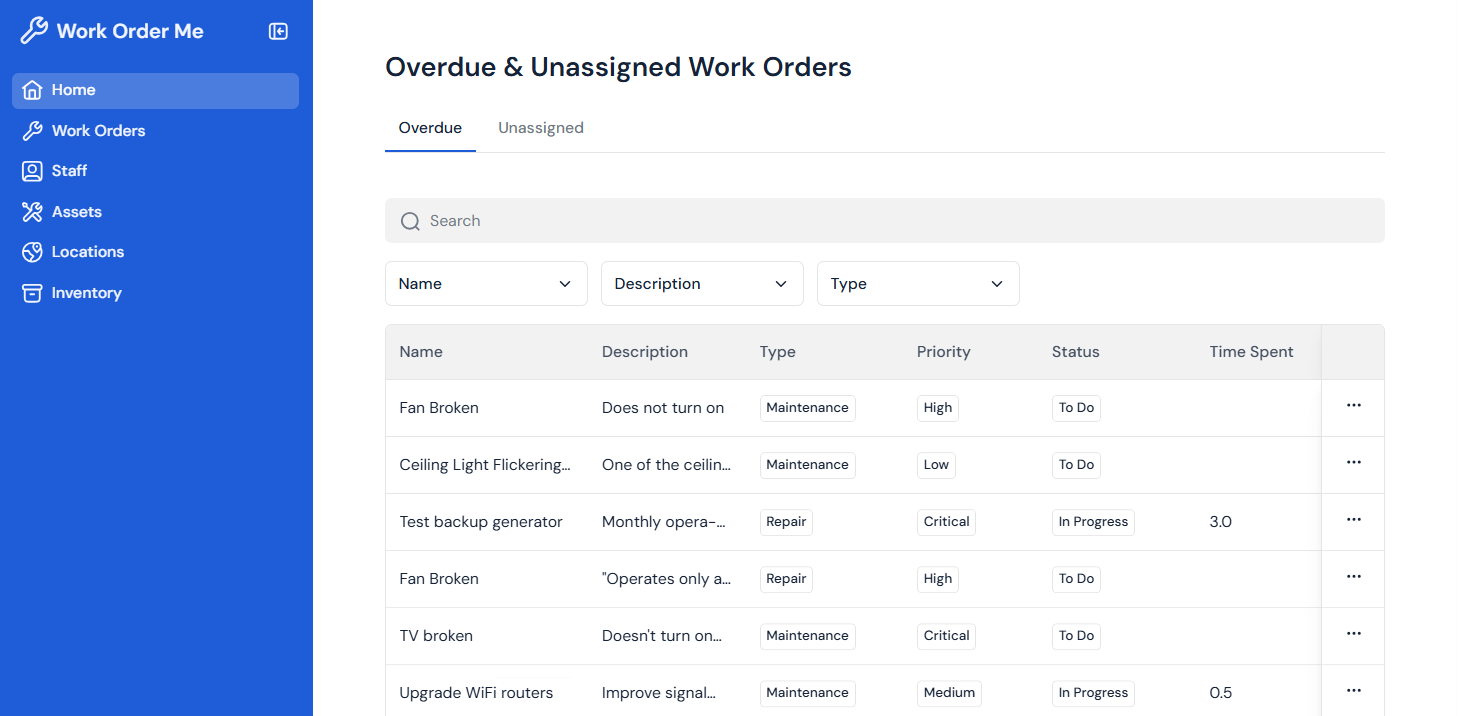 Work Order Me
Home
Work Orders
Staff
Assets
Locations
Inventory
Overdue & Unassigned Work Orders
Overdue Unassigned
Search
Name Description Type
Name Description Type Priority Status Time Spent
Fan Broken Does not turn on Maintenance High To Do
Ceiling Light Flickering... One of the ceilin... Maintenance Low To Do
Test backup generator Monthly opera-... Repair Critical In Progress 3.0
Fan Broken "Operates only a... Repair High To Do
TV broken Doesn't turn on... Maintenance Critical To Do
Upgrade WiFi routers Improve signal... Maintenance Medium In Progress 0.5